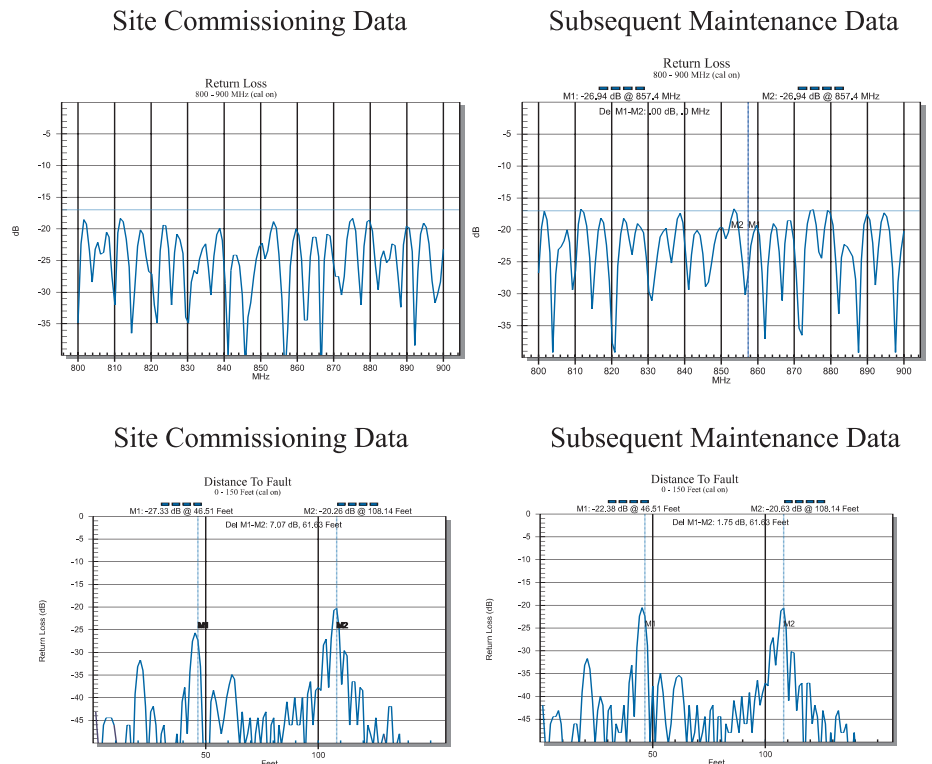 Site Commissioning Data
Subsequent Maintenance Data
Return Loss
800 - 900 MHz (cal on)
-5
-10
-15
-20
-25
-30
-35
dB
800 810 820 830 840 850 860 870 880 890 900
MHz
Return Loss
800 - 900 MHz (cal on)
M1: -26.94 dB @ 857.4 MHz
M2: -26.94 dB @ 857.4 MHz
Del M1-M2: .00 dB, .0 MHz
-5
-10
-15
-20
-25
-30
-35
dB
M2
800 810 820 830 840 850 860 870 880 890 900
MHz
Site Commissioning Data
Subsequent Maintenance Data
Distance To Fault
0 - 150 Feet (cal on)
M1: -27.33 dB @ 46.51 Feet
M2: -20.26 dB @ 108.14 Feet
Del M1-M2: 7.07 dB, 61.63 Feet
0
-5
-10
-15
-20
-25
-30
-35
-40
-45
Return Loss (dB)
50 100
Feet
Distance To Fault
0 - 150 Feet (cal on)
M1: -22.38 dB @ 46.51 Feet
M2: -20.63 dB @ 108.14 Feet
Del M1-M2: 1.75 dB, 61.63 Feet
0
-5
-10
-15
-20
-25
-30
-35
-40
-45
Return Loss (dB)
M1
M2
50 100
Feet